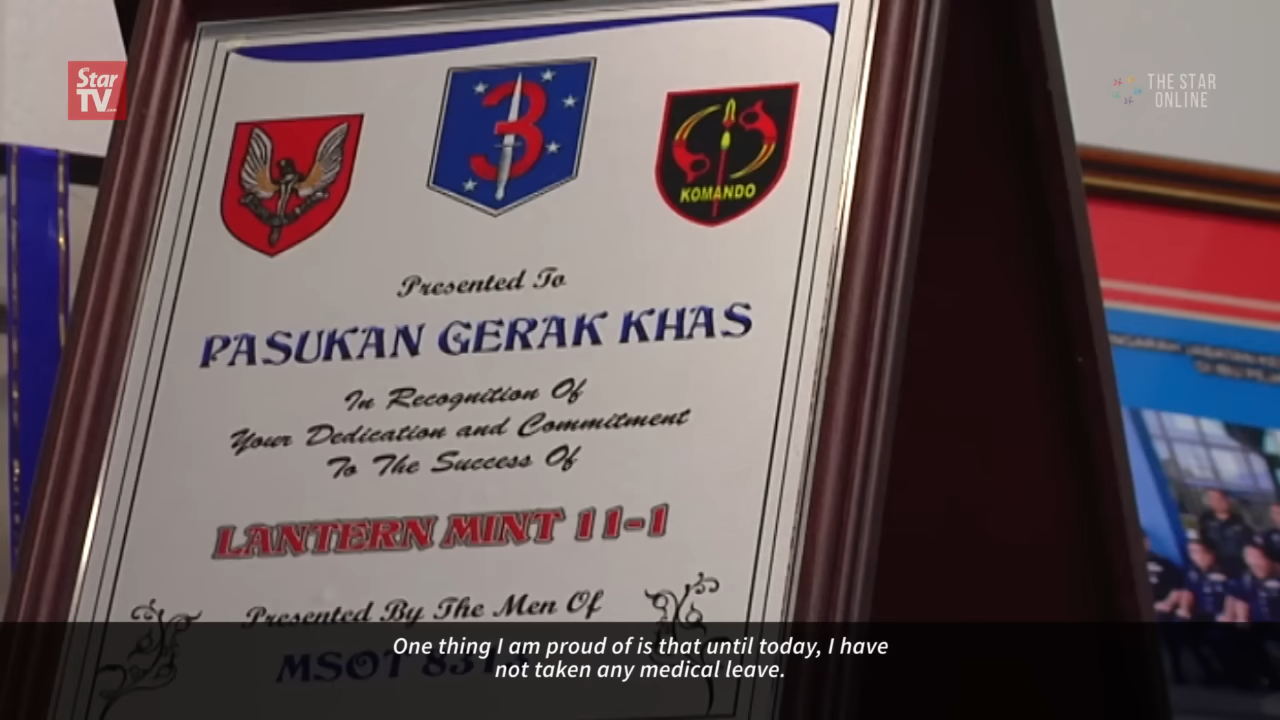 Star
TV
THE STAR
ONLINE
3
KOMANDO
Presented To
PASUKAN GERAK KHAS
In Recognition Of
Your Dedication and Commitment
To The Success Of
LANTERN MINT 11-1
Presented By The Men Of
MSOT
One thing I am proud of is that until today, I have
not taken any medical leave.